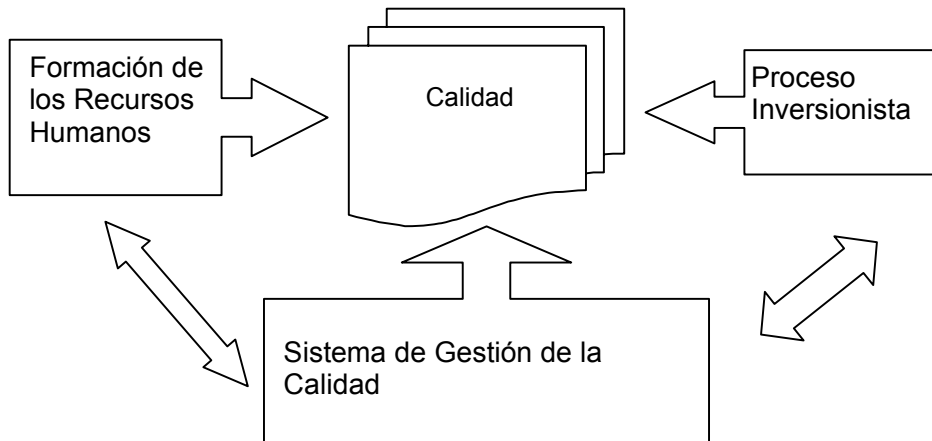 Formación de
los Recursos
Humanos
Calidad
Proceso
Inversionista
Sistema de Gestión de la
Calidad